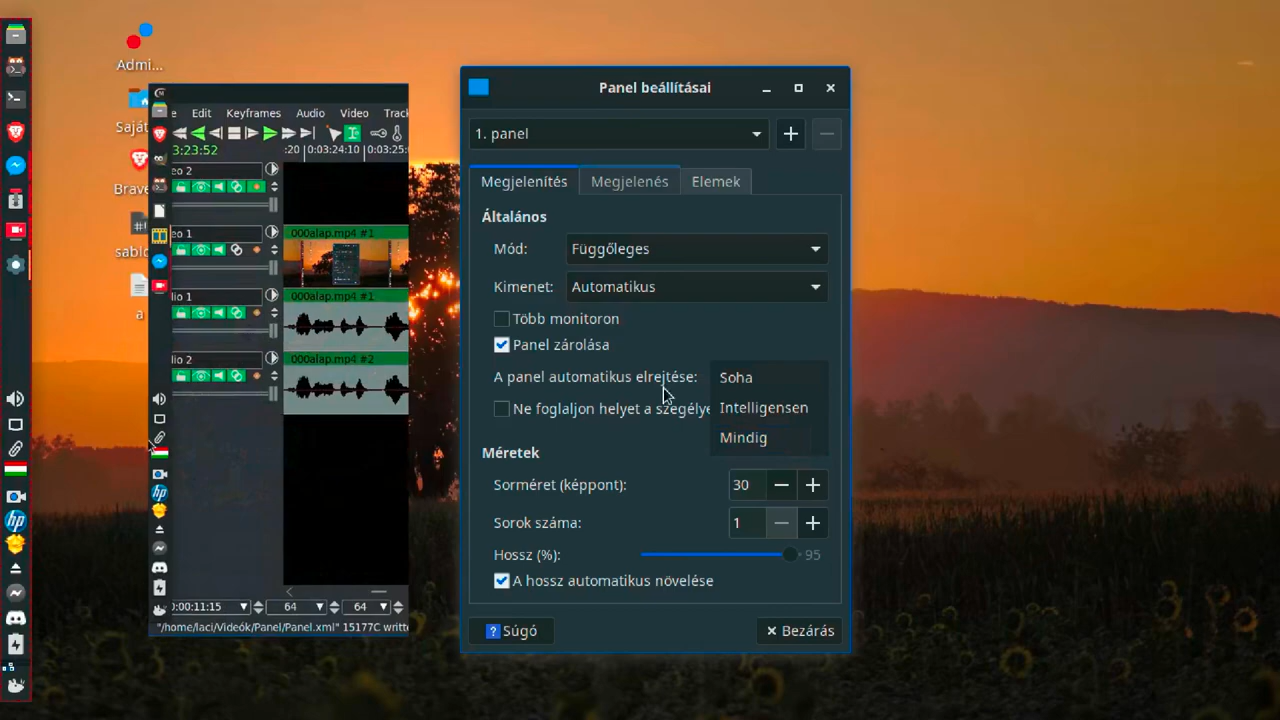 Admi...
Saját
Brave
sablo
a
e Edit Keyframes Audio Video Track
3:23:52
:20 0:03:24:10 0:03:25:
eo 2
eo 1
000alap.mp4 #1
io 1
000alap.mp4 #1
lio 2
000alap.mp4 #2
0:00:11:15 64 64
"/home/laci/Videók/Panel/Panel.xml" 15177C writte
Panel beállításai
1. panel
Megjelenítés Megjelenés Elemek
Általános
Mód: Függőleges
Kimenet: Automatikus
Több monitoron
Panel zárolása
A panel automatikus elrejtése: Soha
Intelligensen
Mindig
Ne foglaljon helyet a szegélye
Méretek
Sorméret (képpont): 30
Sorok száma: 1
Hossz (%): 95
A hossz automatikus növelése
Súgó
Bezárás
hp
hp